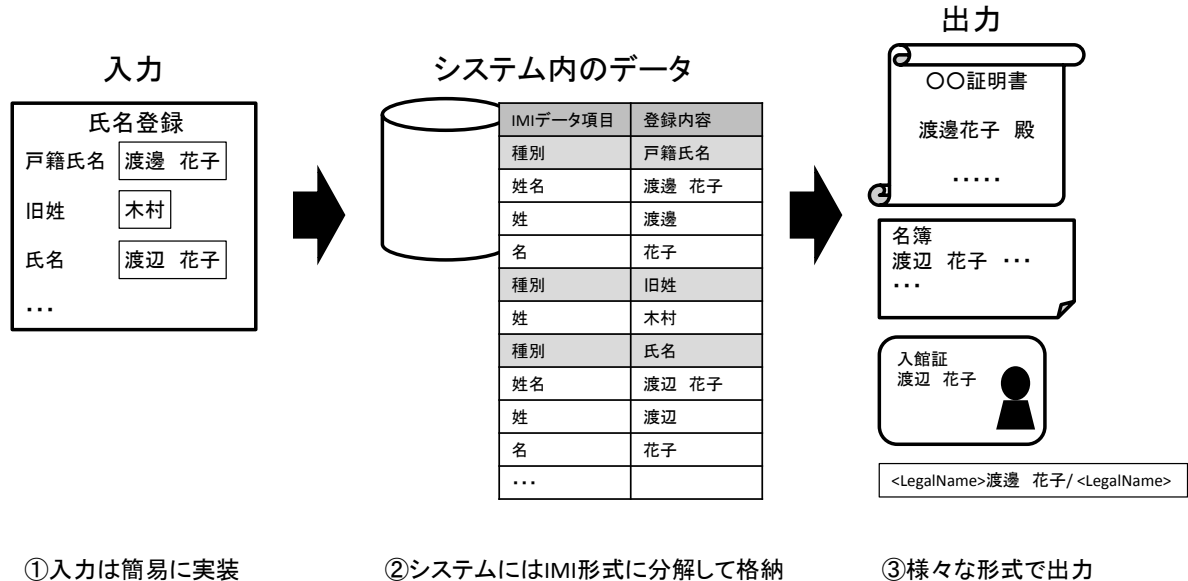 入力
氏名登録
戸籍氏名 渡邊 花子
旧姓 木村
氏名 渡辺 花子
・・・
システム内のデータ
IMIデータ項目 登録内容
種別 戸籍氏名
姓名 渡邊 花子
姓 渡邊
名 花子
種別 旧姓
姓 木村
種別 氏名
姓名 渡辺 花子
姓 渡辺
名 花子
・・・
出力
〇〇証明書
渡邊花子 殿
・・・・・
名簿
渡辺 花子 ・・・
・・・
入館証
渡辺 花子
<LegalName>渡邊 花子/ <LegalName>
①入力は簡易に実装
②システムにはIMI形式に分解して格納
③様々な形式で出力